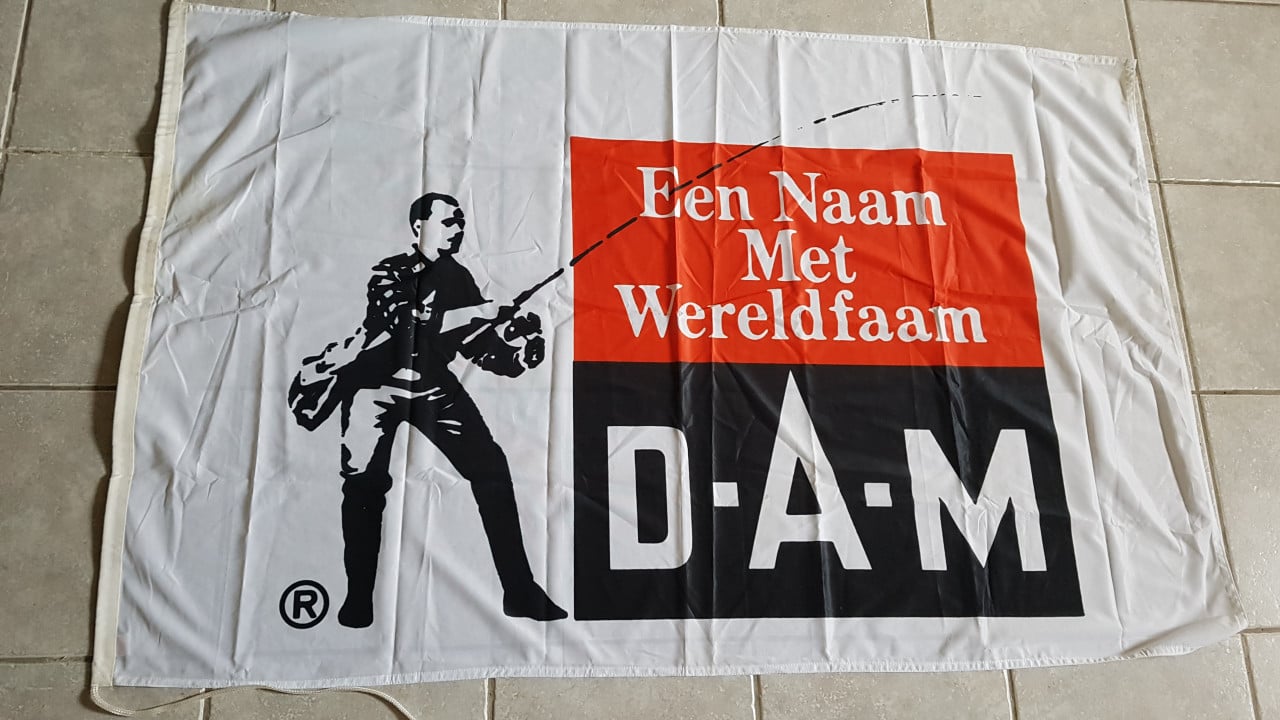 Een Naam
Met
Wereldfaam
D·A·M
®